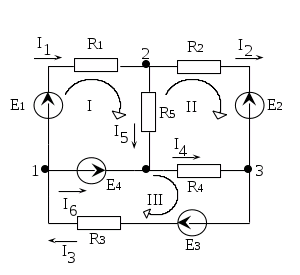 I1 R1 2 R2 I2
E1 I R5 II E2
I5
I4
1 E4 R4 3
I6 III
R3 E3
I3